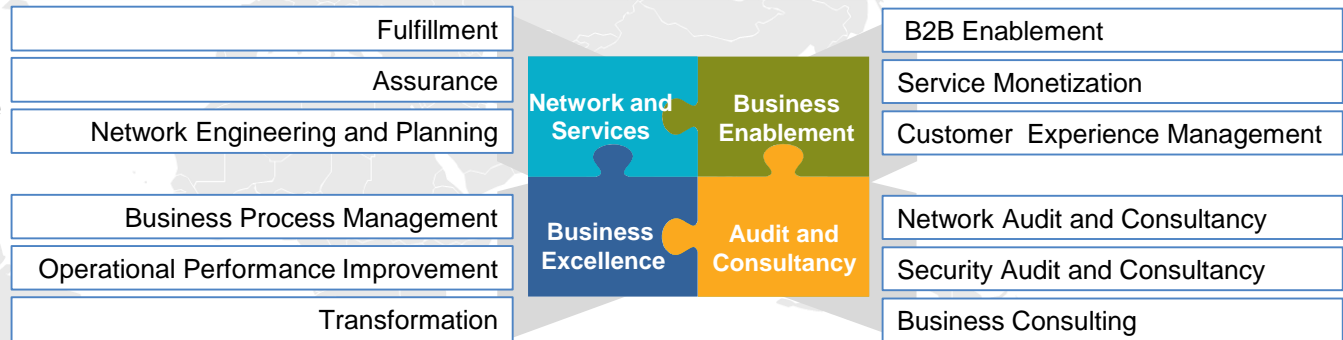 Fulfillment
Assurance
Network Engineering and Planning
Business Process Management
Operational Performance Improvement
Transformation
Network and
Services
Business
Enablement
Business
Excellence
Audit and
Consultancy
B2B Enablement
Service Monetization
Customer Experience Management
Network Audit and Consultancy
Security Audit and Consultancy
Business Consulting